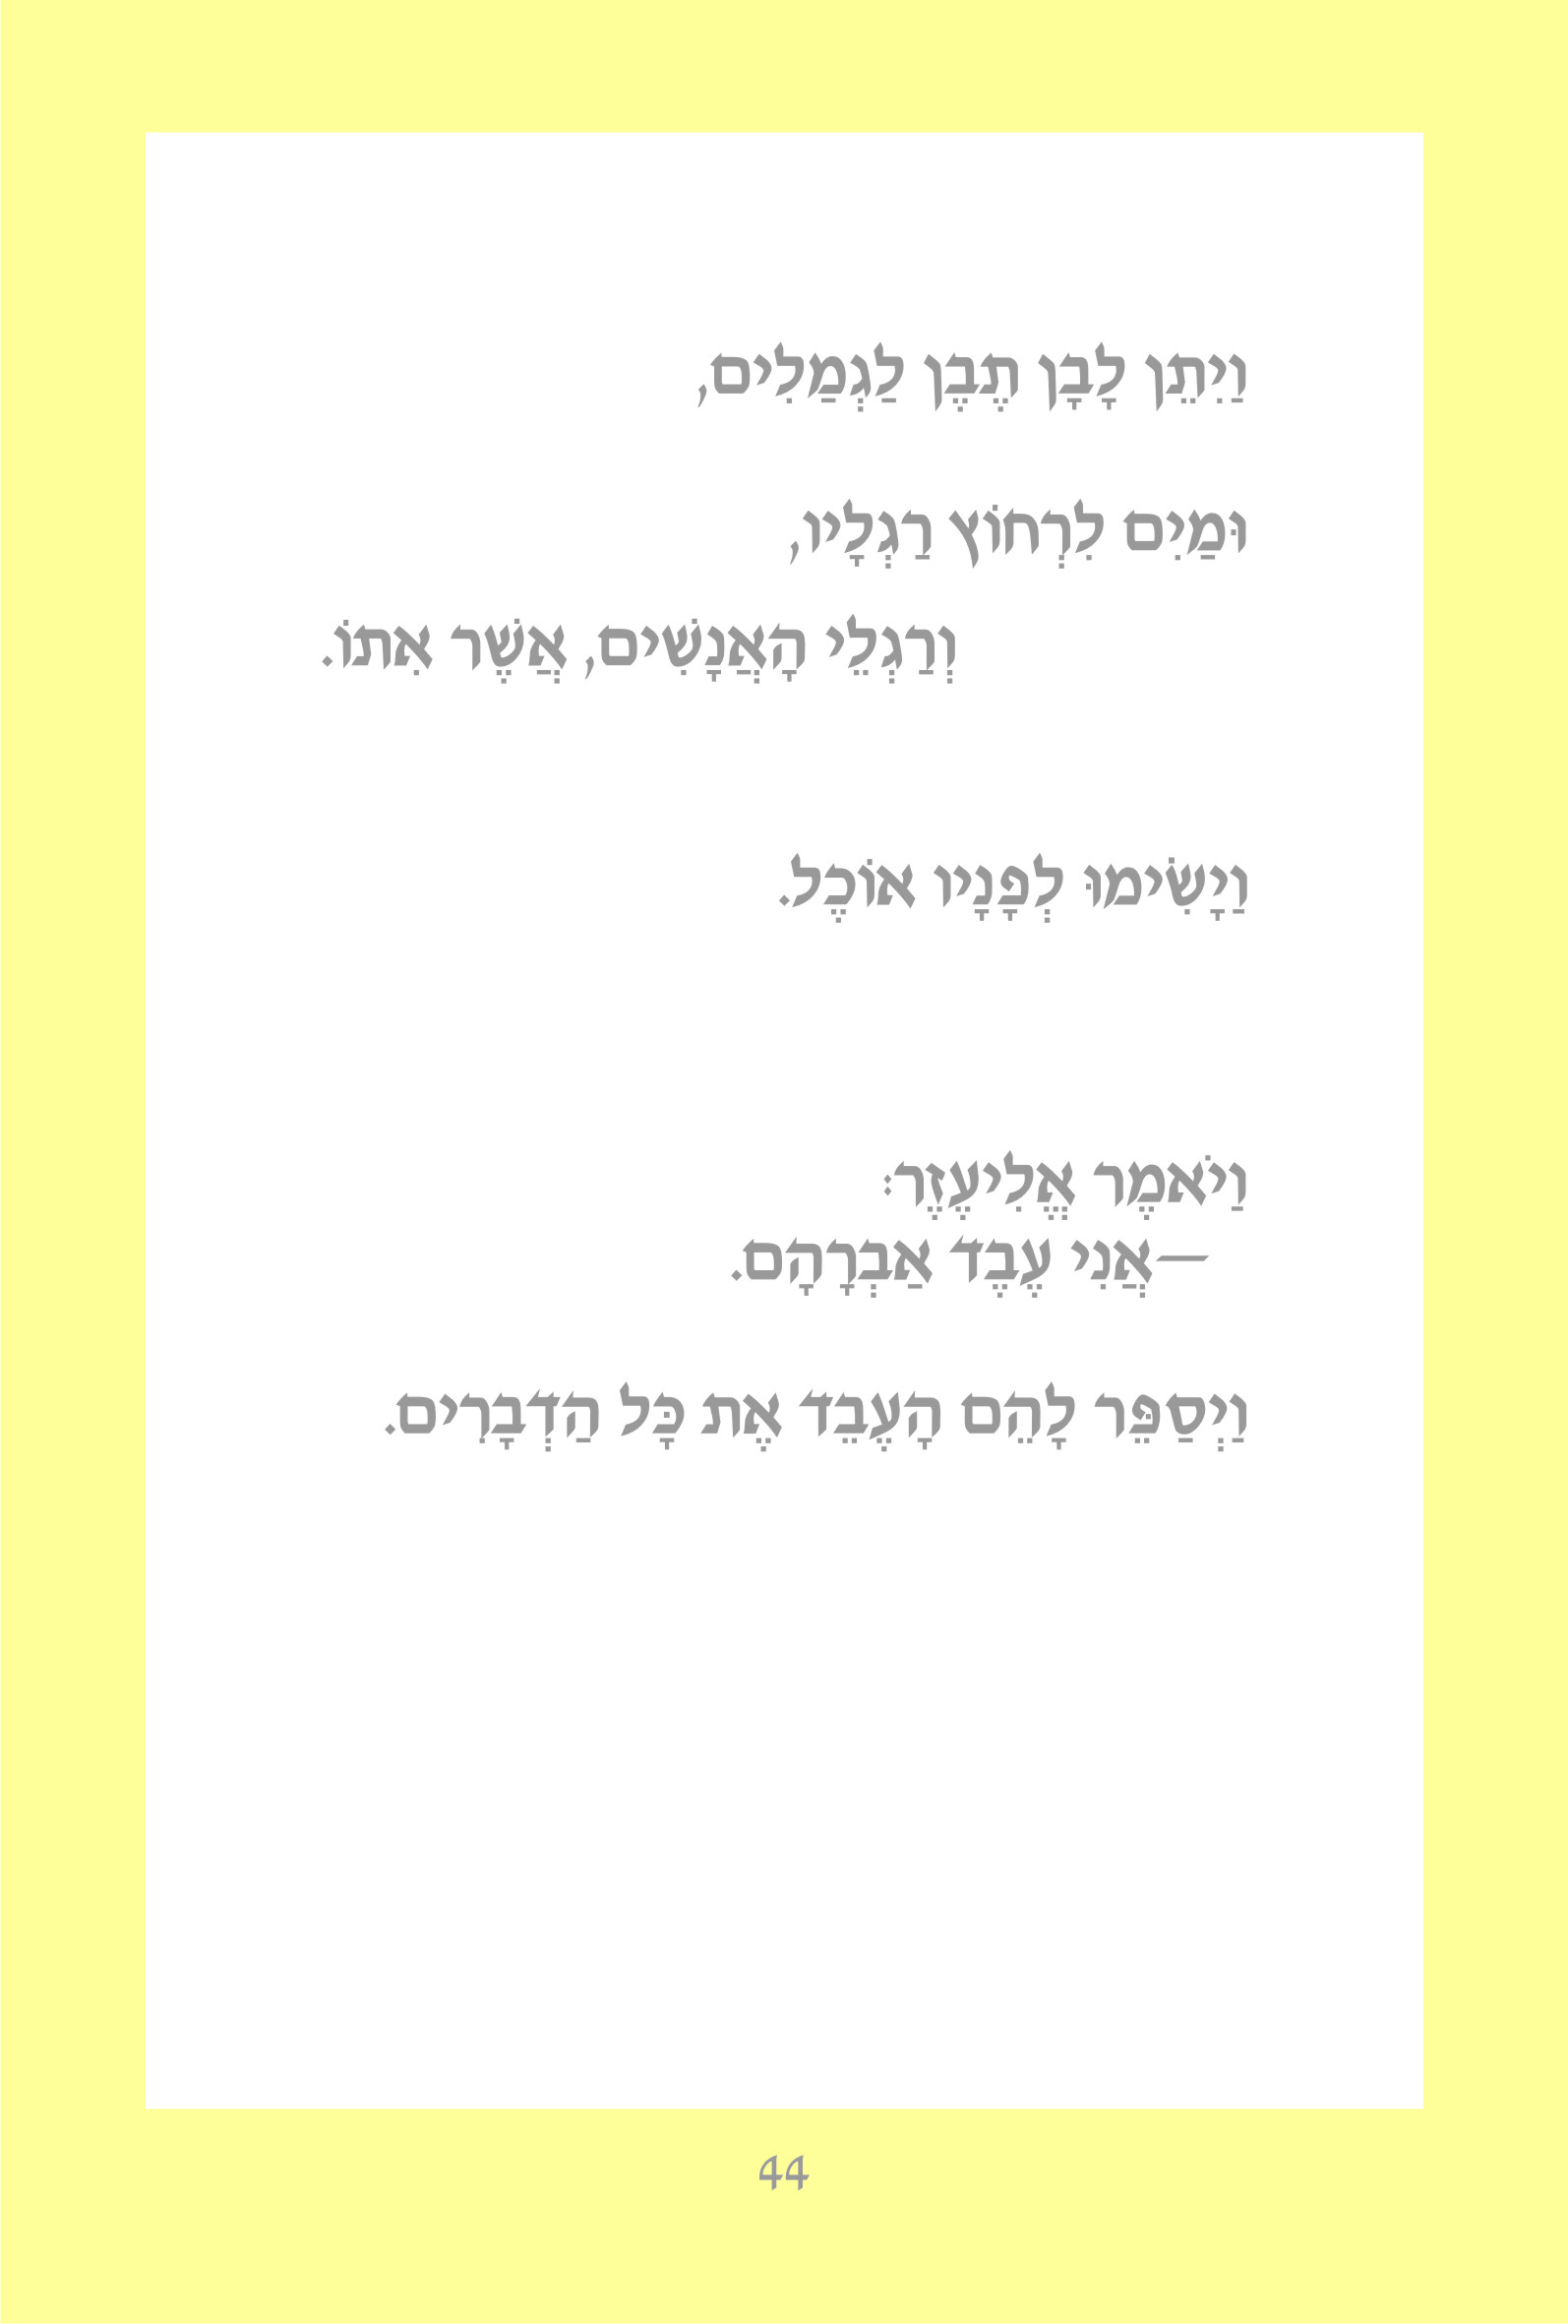 וַיִּתֵּן לָבָן תֶּבֶן לַגְּמַלִּים,
וּמַיִם לִרְחוֹץ רַגְלָיו,
וְרַגְלֵי הָאֲנָשִׁים, אֲשֶׁר אִתּוֹ.
וַיָּשִׂימוּ לְפָנָיו אוֹכֶל.
וַיֹּאמֶר אֱלִיעֶזֶר:
—אֲנִי עֶבֶד אַבְרָהָם.
וַיְסַפֵּר לָהֵם הָעֶבֵד אֶת כָּל הַדְּבָרִים.
44